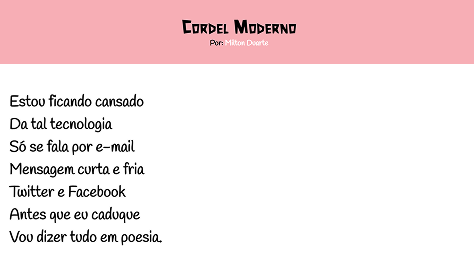 Cordel Moderno
Por: Milton Duarte
Estou ficando cansado
Da tal tecnologia
Só se fala por e-mail
Mensagem curta e fria
Twitter e Facebook
Antes que eu caduque
Vou dizer tudo em poesia.